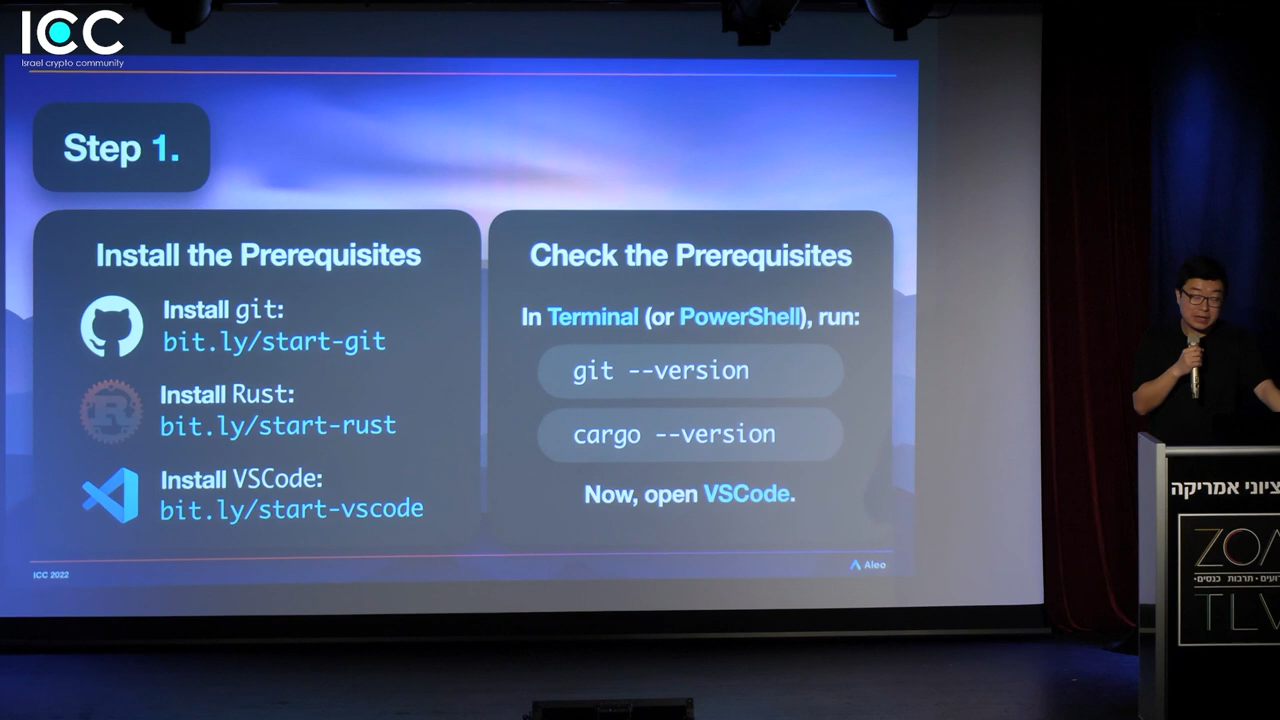 ICC
Israel crypto community
Step 1.
Install the Prerequisites
Install git:
bit.ly/start-git
Install Rust:
bit.ly/start-rust
Install VSCode:
bit.ly/start-vscode
Check the Prerequisites
In Terminal (or PowerShell), run:
git --version
cargo --version
Now, open VSCode.
ICC 2022
Aleo
ציוני אמריקה
ZOA
תרבות • כנסים•
TLV